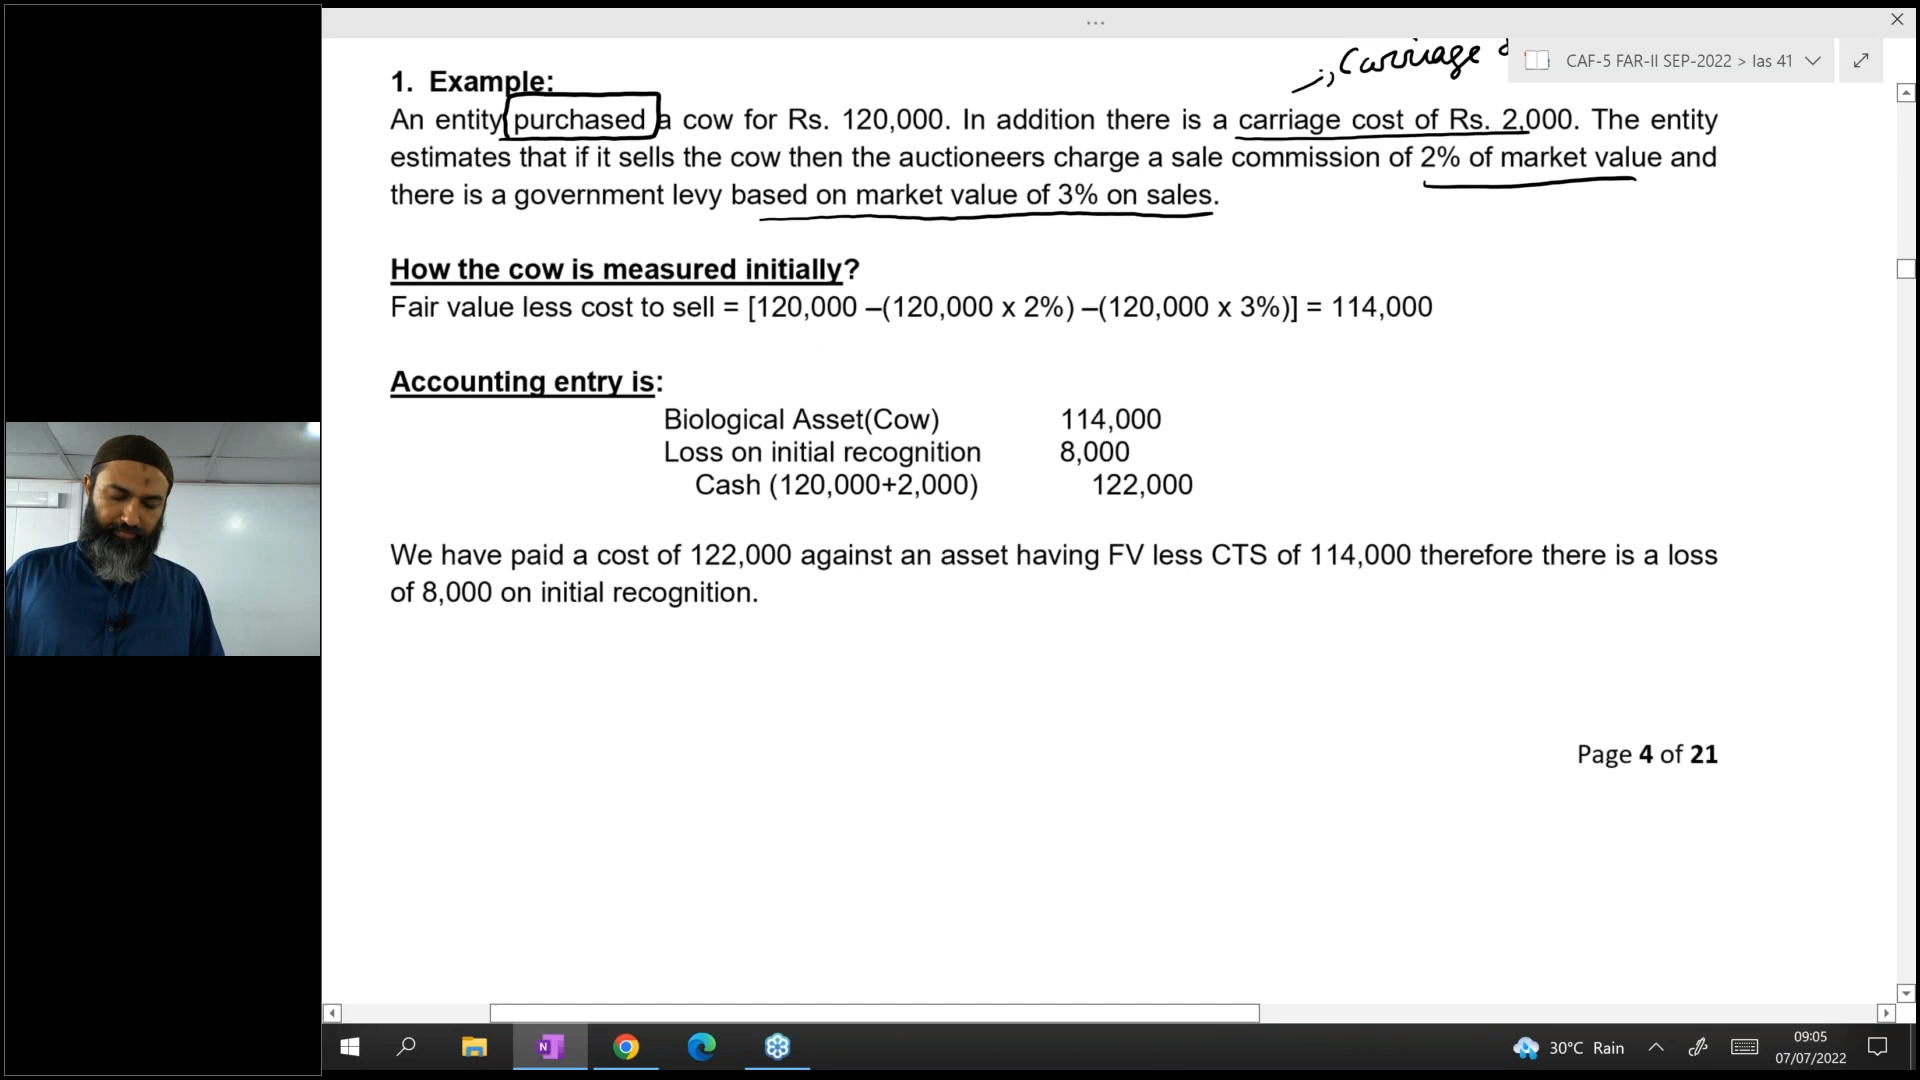 ...
Carriage
CAF-5 FAR-II SEP-2022 > Ias 41
1. Example:
An entity purchased a cow for Rs. 120,000. In addition there is a carriage cost of Rs. 2,000. The entity
estimates that if it sells the cow then the auctioneers charge a sale commission of 2% of market value and
there is a government levy based on market value of 3% on sales.
How the cow is measured initially?
Fair value less cost to sell = [120,000 –(120,000 x 2%) –(120,000 x 3%)] = 114,000
Accounting entry is:
Biological Asset(Cow) 114,000
Loss on initial recognition 8,000
Cash (120,000+2,000) 122,000
We have paid a cost of 122,000 against an asset having FV less CTS of 114,000 therefore there is a loss
of 8,000 on initial recognition.
Page 4 of 21
N
30°C Rain
09:05
07/07/2022